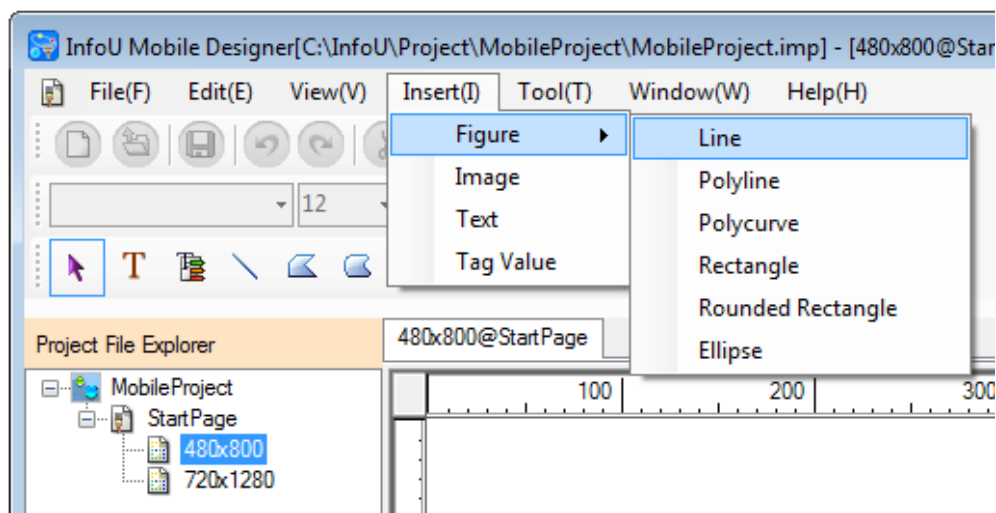 InfoU Mobile Designer[C:\InfoU\Project\MobileProject\MobileProject.imp] - [480x800@Star
File(F) Edit(E) View(V) Insert(I) Tool(T) Window(W) Help(H)
Figure
Image
Text
Tag Value
Line
Polyline
Polycurve
Rectangle
Rounded Rectangle
Ellipse
12
T T
Project File Explorer
480x800@StartPage
MobileProject
StartPage
480x800
720x1280
100 200 300